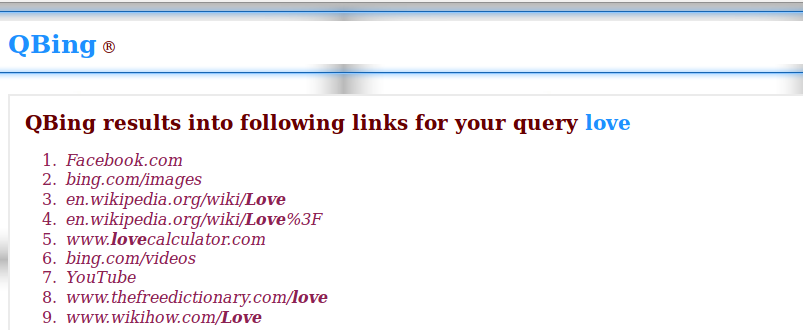 QBing ®
QBing results into following links for your query love
1. Facebook.com
2. bing.com/images
3. en.wikipedia.org/wiki/Love
4. en.wikipedia.org/wiki/Love%3F
5. www.lovecalculator.com
6. bing.com/videos
7. YouTube
8. www.thefreedictionary.com/love
9. www.wikihow.com/Love